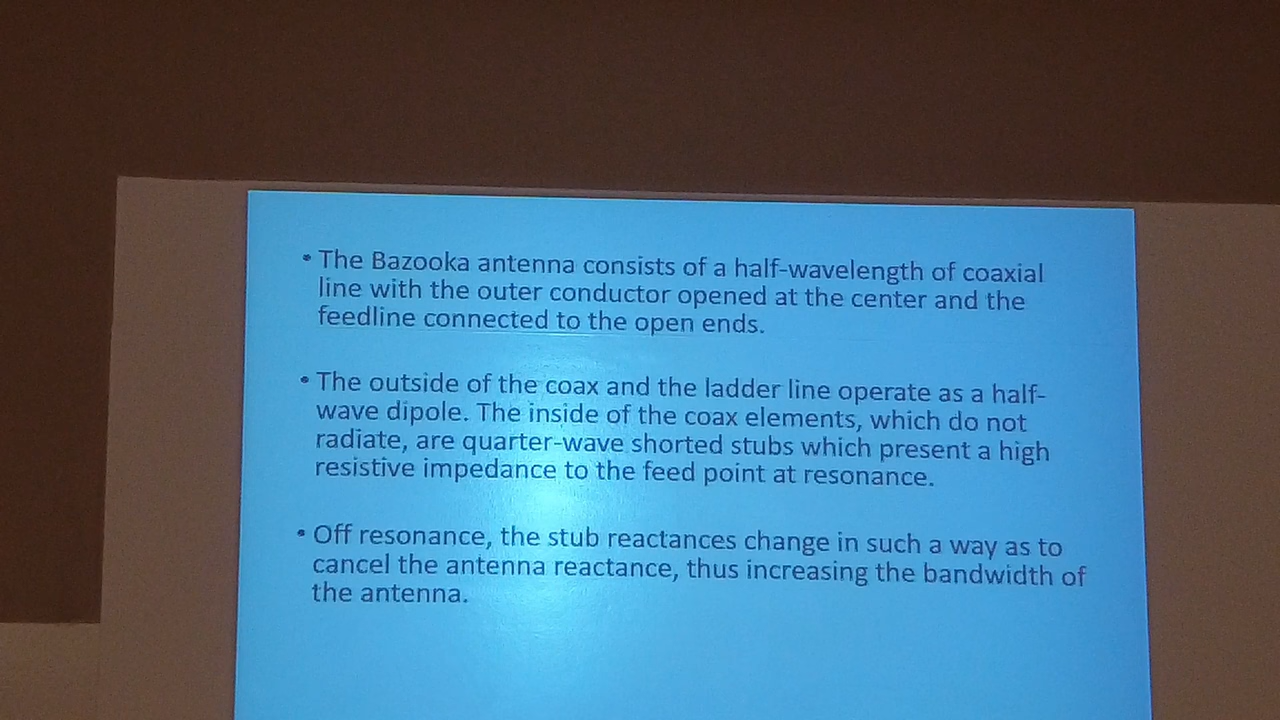 • The Bazooka antenna consists of a half-wavelength of coaxial
line with the outer conductor opened at the center and the
feedline connected to the open ends.
• The outside of the coax and the ladder line operate as a half-
wave dipole. The inside of the coax elements, which do not
radiate, are quarter-wave shorted stubs which present a high
resistive impedance to the feed point at resonance.
• Off resonance, the stub reactances change in such a way as to
cancel the antenna reactance, thus increasing the bandwidth of
the antenna.